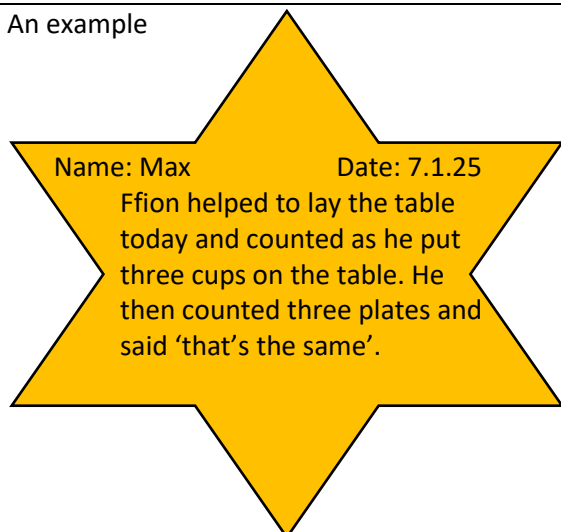 An example
Name: Max Date: 7.1.25
Ffion helped to lay the table
today and counted as he put
three cups on the table. He
then counted three plates and
said ‘that’s the same’.